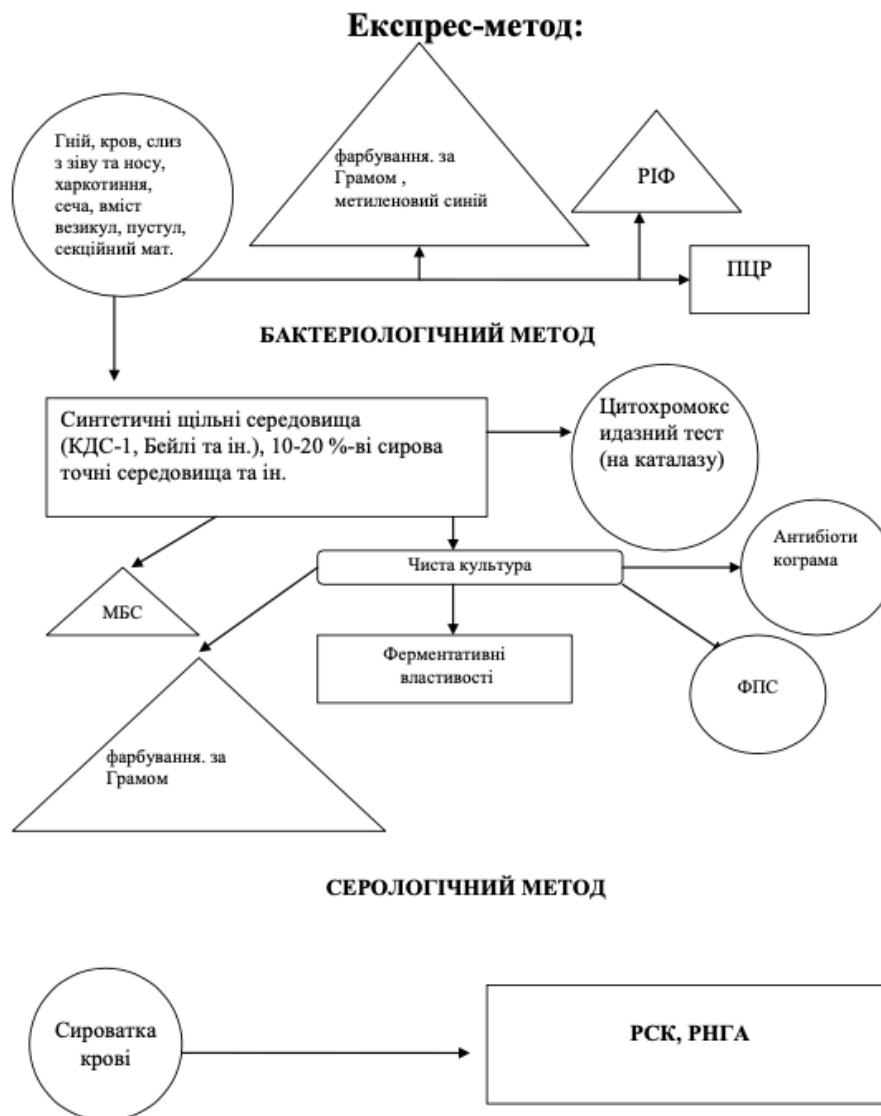 Експрес-метод:
Гній, кров, слиз
з зіву та носу,
харкотиння,
сеча, вміст
везикул, пустул,
секційний мат.
фарбування. за
Грамом ,
метиленовий синій
РІФ
ПЦР
БАКТЕРІОЛОГІЧНИЙ МЕТОД
Синтетичні щільні середовища
(КДС-1, Бейлі та ін.), 10-20 %-ві сирова
точні середовища та ін.
Цитохромокс
идазний тест
(на каталазу)
Антибіоти
кограма
Чиста культура
МБС
Ферментативні
властивості
ФПС
фарбування. за
Грамом
СЕРОЛОГІЧНИЙ МЕТОД
Сироватка
крові
РСК, РНГА